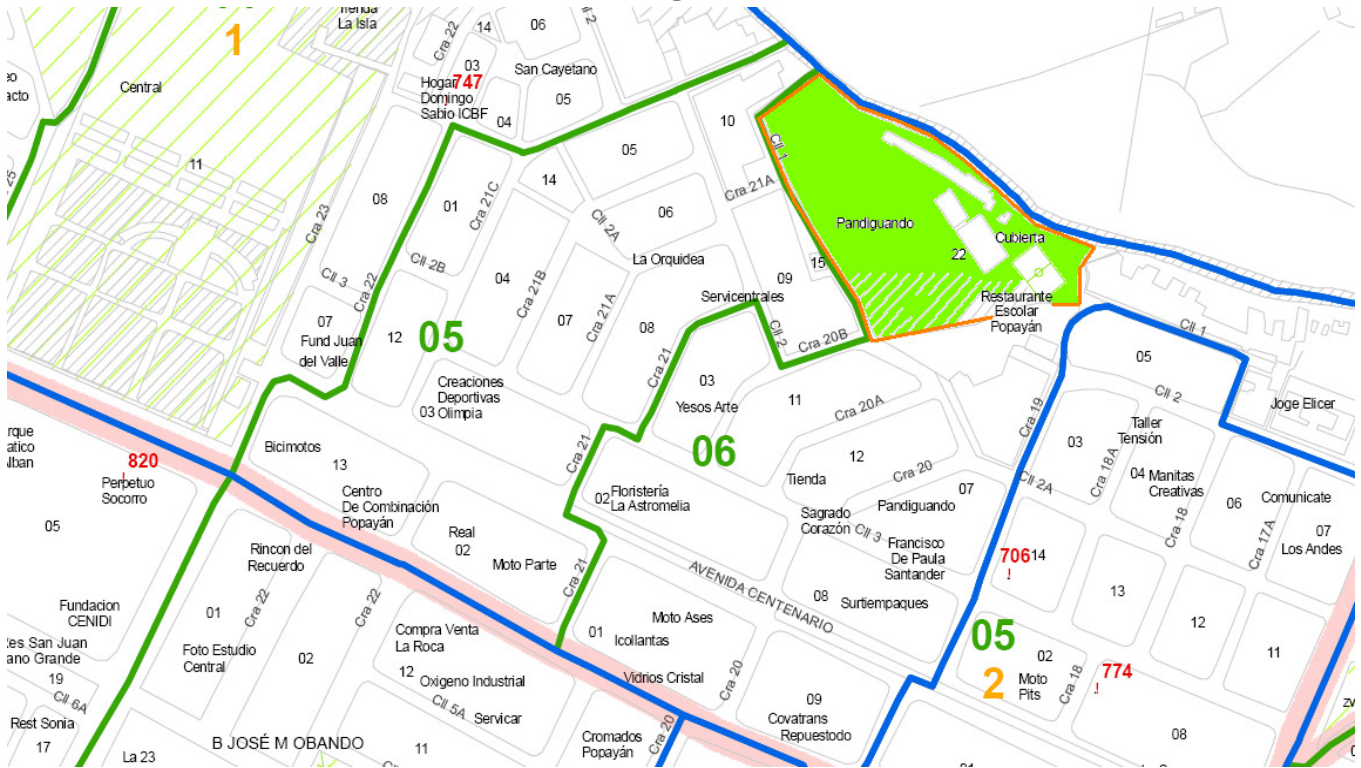 La Isla
1
14
06
Cll 2
Cra 22
03
San Cayetano
Hogar
747
Domingo
Sabio ICBF
05
04
Central
11
10
Cll 1
Cra 21A
05
14
08
01
Cra 21C
Cra 23
Cll 2A
06
Pandiguando
Cubierta
22
La Orquidea
Cll 2B
04
Cra 21B
Cll 3
Cra 22
09
15
Servicentrales
Restaurante
Escolar
Popayán
07
Fund Juan
del Valle
12
05
07
Cra 21A
08
Cll 2
Cra 20B
Cll 1
05
Cra 21
03
Yesos Arte
11
Cra 20A
Cll 2
Joge Elicer
Creaciones
Deportivas
03 Olimpia
Cra 19
03
Taller
Tensión
Cra 18A
Bicimotos
13
Cra 21
06
12
Cra 20
04 Manitas
Creativas
820
Perpetuo
Socorro
Tienda
07
Cll 2A
06
Comunicate
Centro
De Combinación
Popayán
02 Floristería
La Astromelia
Sagrado
Corazón
Pandiguando
Cra 18
Cra 17A
07
Los Andes
05
Real
02
Cll 3
Francisco
De Paula
Santander
706
14
Rincon del
Recuerdo
Moto Parte
Cra 21
AVENIDA CENTENARIO
13
Fundacion
CENIDI
01
Cra 22
Cra 22
08
Surtiempaques
12
Moto Ases
01
Icollantas
05
2
02
Moto
Pits
Cra 18
774
11
Compra Venta
La Roca
Foto Estudio
Central
02
12
Oxigeno Industrial
Vidrios Cristal
Cra 20
19
Cll 6A
Cll 5A
Servicar
09
Covatrans
Repuestodo
Rest Sonia
17
La 23
B JOSÉ M OBANDO
11
Cromados
Popayán
Cra 20
08